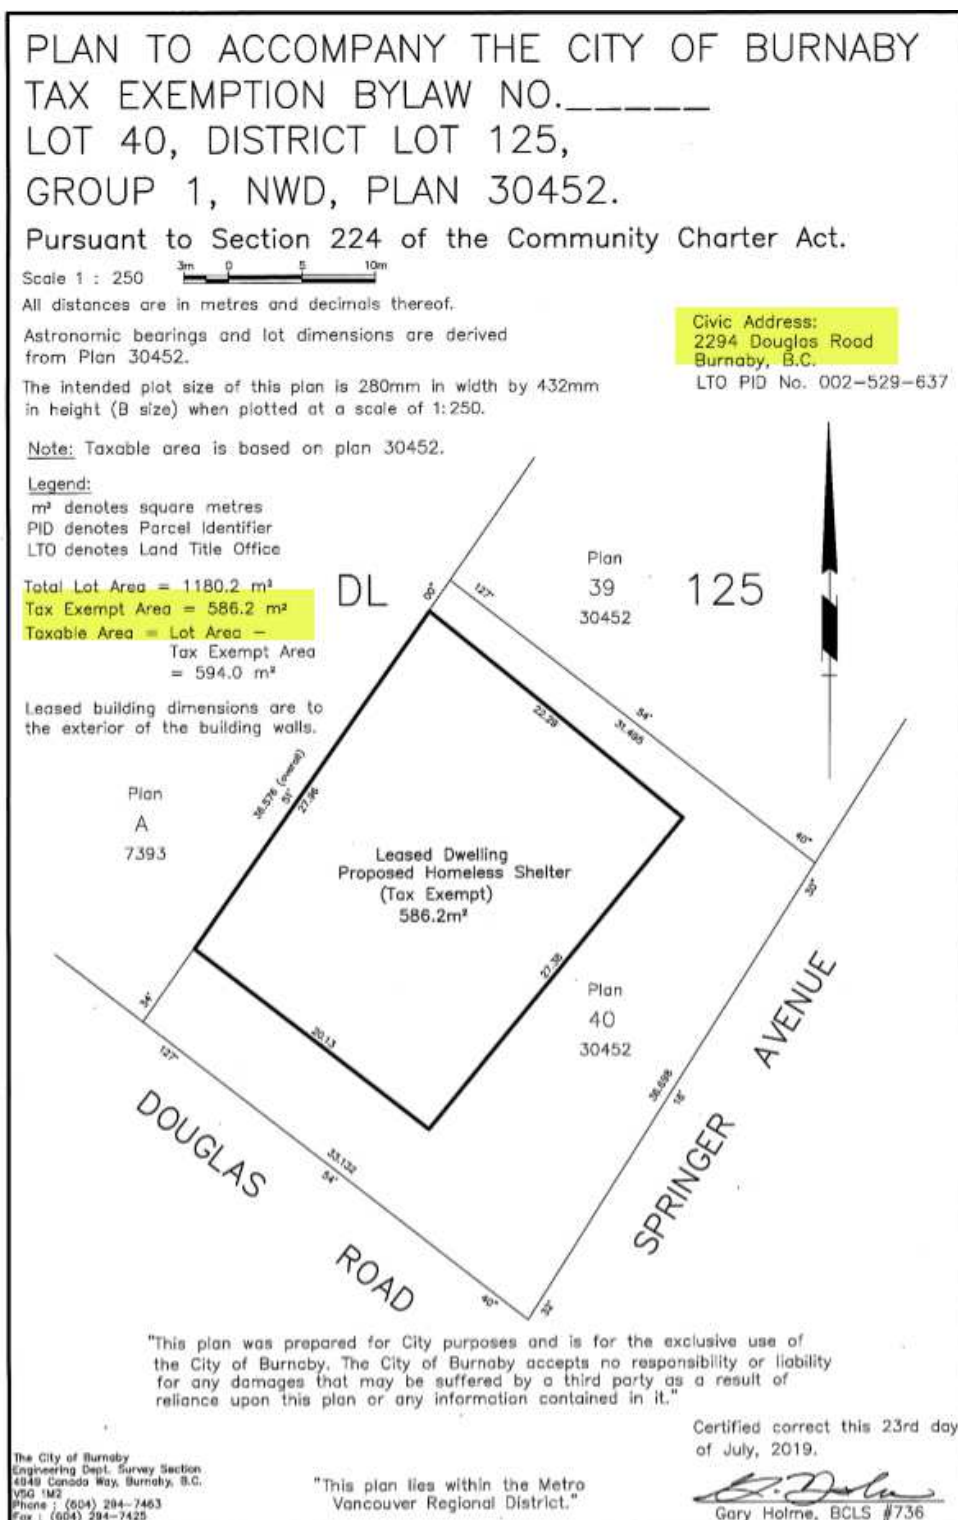 PLAN TO ACCOMPANY THE CITY OF BURNABY
TAX EXEMPTION BYLAW NO._____
LOT 40, DISTRICT LOT 125,
GROUP 1, NWD, PLAN 30452.
Pursuant to Section 224 of the Community Charter Act.
Scale 1 : 250
3m 0 5 10m
All distances are in metres and decimals thereof.
Astronomic bearings and lot dimensions are derived
from Plan 30452.
The intended plot size of this plan is 280mm in width by 432mm
in height (B size) when plotted at a scale of 1:250.
Civic Address:
2294 Douglas Road
Burnaby, B.C.
LTO PID No. 002-529-637
Note: Taxable area is based on plan 30452.
Legend:
m² denotes square metres
PID denotes Parcel Identifier
LTO denotes Land Title Office
Total Lot Area = 1180.2 m²
Tax Exempt Area = 586.2 m²
Taxable Area = Lot Area -
Tax Exempt Area
= 594.0 m²
Leased building dimensions are to
the exterior of the building walls.
DL
125
Plan
39
30452
00"
127°
54'
31.495
22.29
40"
30"
36.576 (overall)
51'
27.96
Plan
A
7393
Leased Dwelling
Proposed Homeless Shelter
(Tax Exempt)
586.2m²
27.38
Plan
40
30452
34°
127°
20.13
33.132
54'
40"
36.698
18'
32°
DOUGLAS
ROAD
SPRINGER
AVENUE
"This plan was prepared for City purposes and is for the exclusive use of
the City of Burnaby. The City of Burnaby accepts no responsibility or liability
for any damages that may be suffered by a third party as a result of
reliance upon this plan or any information contained in it."
Certified correct this 23rd day
of July, 2019.
Gary Holme, BCLS #736
"This plan lies within the Metro
Vancouver Regional District."
The City of Burnaby
Engineering Dept. Survey Section
4949 Canada Way, Burnaby, B.C.
V5G 1M2
Phone : (604) 294-7463
Fax : (604) 294-7425